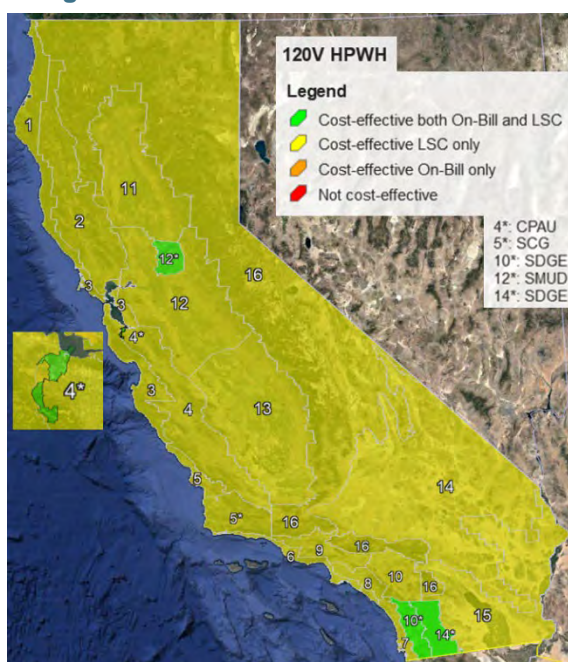 120V HPWH
Legend
Cost-effective both On-Bill and LSC
Cost-effective LSC only
Cost-effective On-Bill only
Not cost-effective
4*: CPAU
5*: SCG
10*: SDGE
12*: SMUD
14*: SDGE
1
11
2
12*
16
3
3
12
4*
4*
3
4
13
5
14
5*
16
6
9
16
8
10
16
10*
14*
15
7